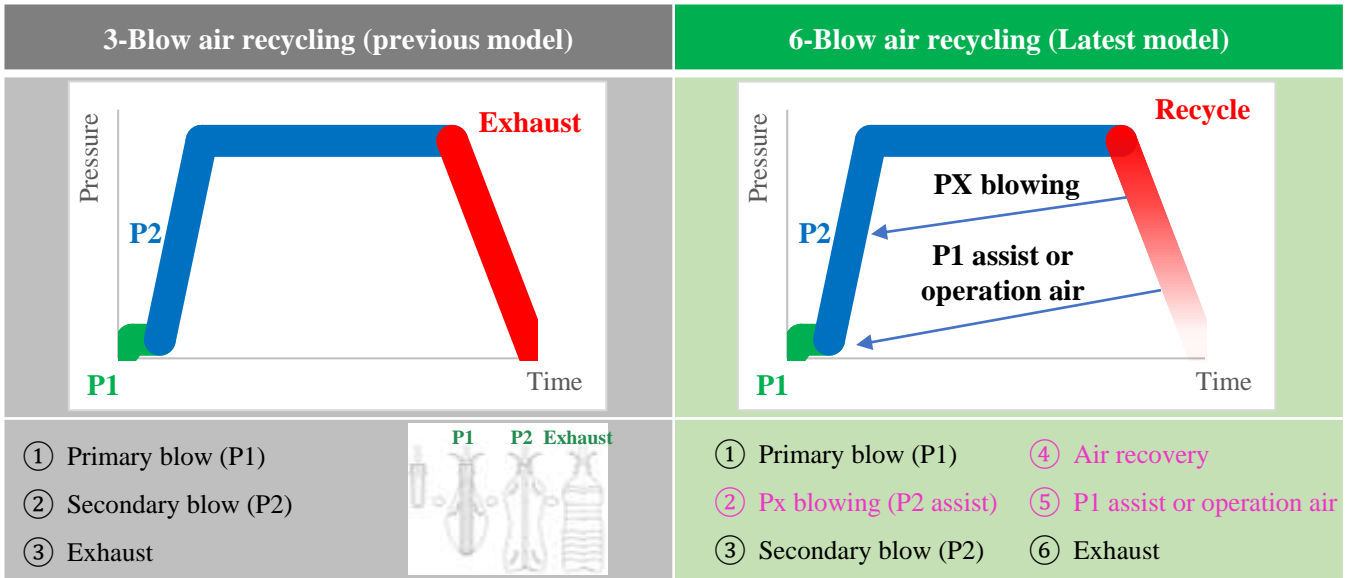 3-Blow air recycling (previous model)
6-Blow air recycling (Latest model)
Pressure
Exhaust
P2
P1
Time
Pressure
Recycle
PX blowing
P2
P1 assist or
operation air
P1
Time
① Primary blow (P1)
② Secondary blow (P2)
③ Exhaust
P1 P2 Exhaust
① Primary blow (P1)
② Px blowing (P2 assist)
③ Secondary blow (P2)
④ Air recovery
⑤ P1 assist or operation air
⑥ Exhaust